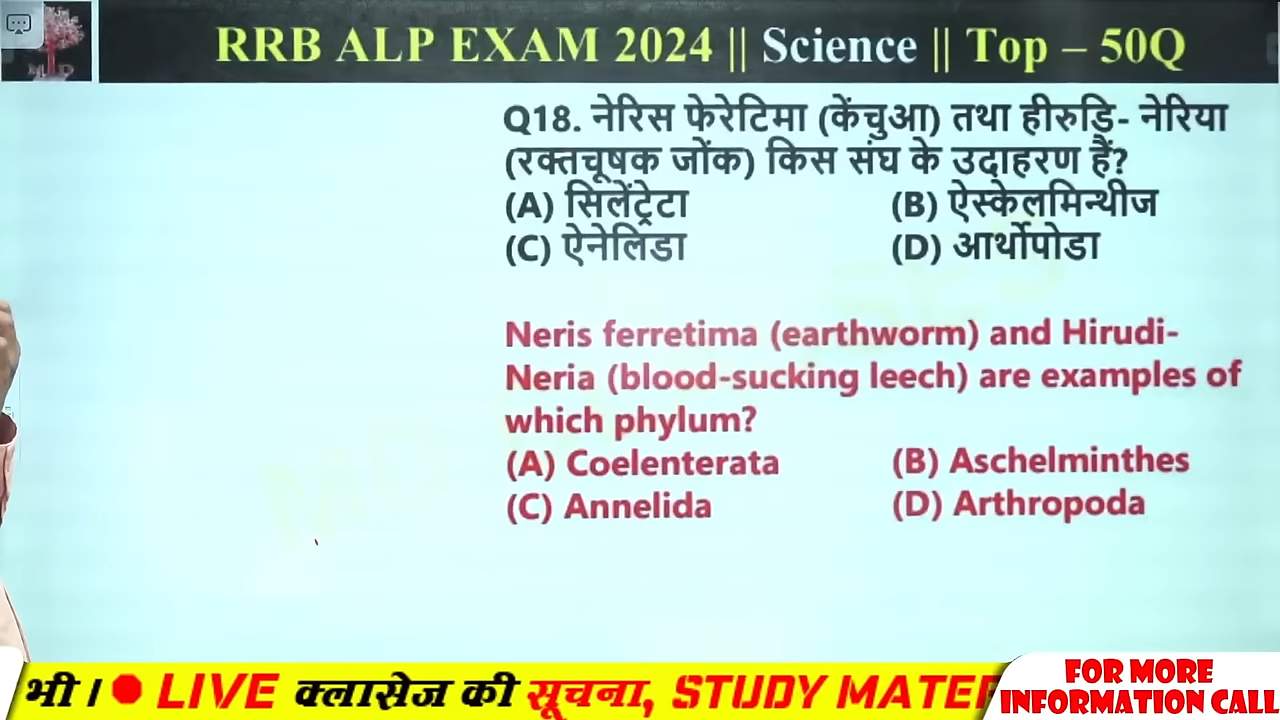 RRB ALP EXAM 2024 || Science || Top – 50Q
Q18. नेरिस फेरेटिमा (केंचुआ) तथा हीरुडि- नेरिया
(रक्तचूषक जोंक) किस संघ के उदाहरण हैं?
(A) सिलेंट्रेटा (B) ऐस्केलमिन्थीज
(C) ऐनेलिडा (D) आर्थोपोडा
Neris ferretima (earthworm) and Hirudi-
Neria (blood-sucking leech) are examples of
which phylum?
(A) Coelenterata (B) Aschelminthes
(C) Annelida (D) Arthropoda
भी । LIVE क्लासेज की सूचना, STUDY MATER
FOR MORE
INFORMATION CALL